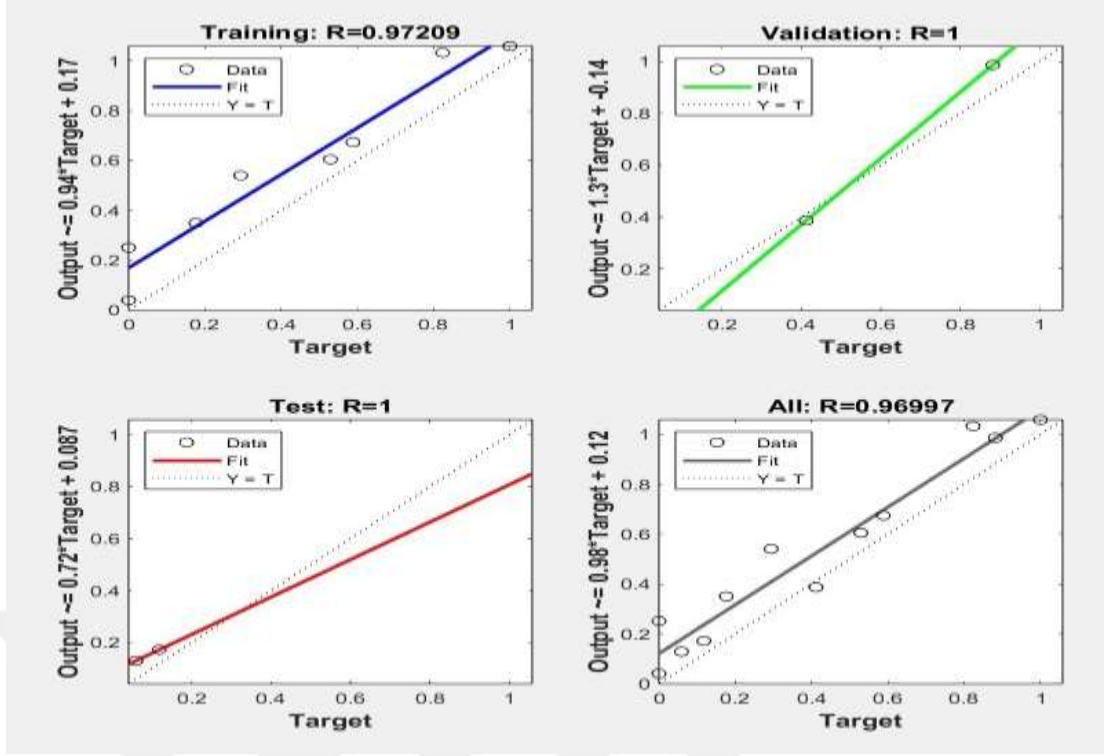 Training: R=0.97209
Output ~= 0.94*Target + 0.17
1
0.8
0.6
0.4
0.2
0
Data
Fit
Y = T
0 0.2 0.4 0.6 0.8 1
Target
Validation: R=1
Output ~= 1.3*Target + -0.14
1
0.8
0.6
0.4
0.2
Data
Fit
Y = T
0.2 0.4 0.6 0.8 1
Target
Test: R=1
Output ~= 0.72*Target + 0.087
1
0.8
0.6
0.4
0.2
Data
Fit
Y = T
0.2 0.4 0.6 0.8 1
Target
All: R=0.96997
Output ~= 0.98*Target + 0.12
1
0.8
0.6
0.4
0.2
0
Data
Fit
Y = T
0 0.2 0.4 0.6 0.8 1
Target